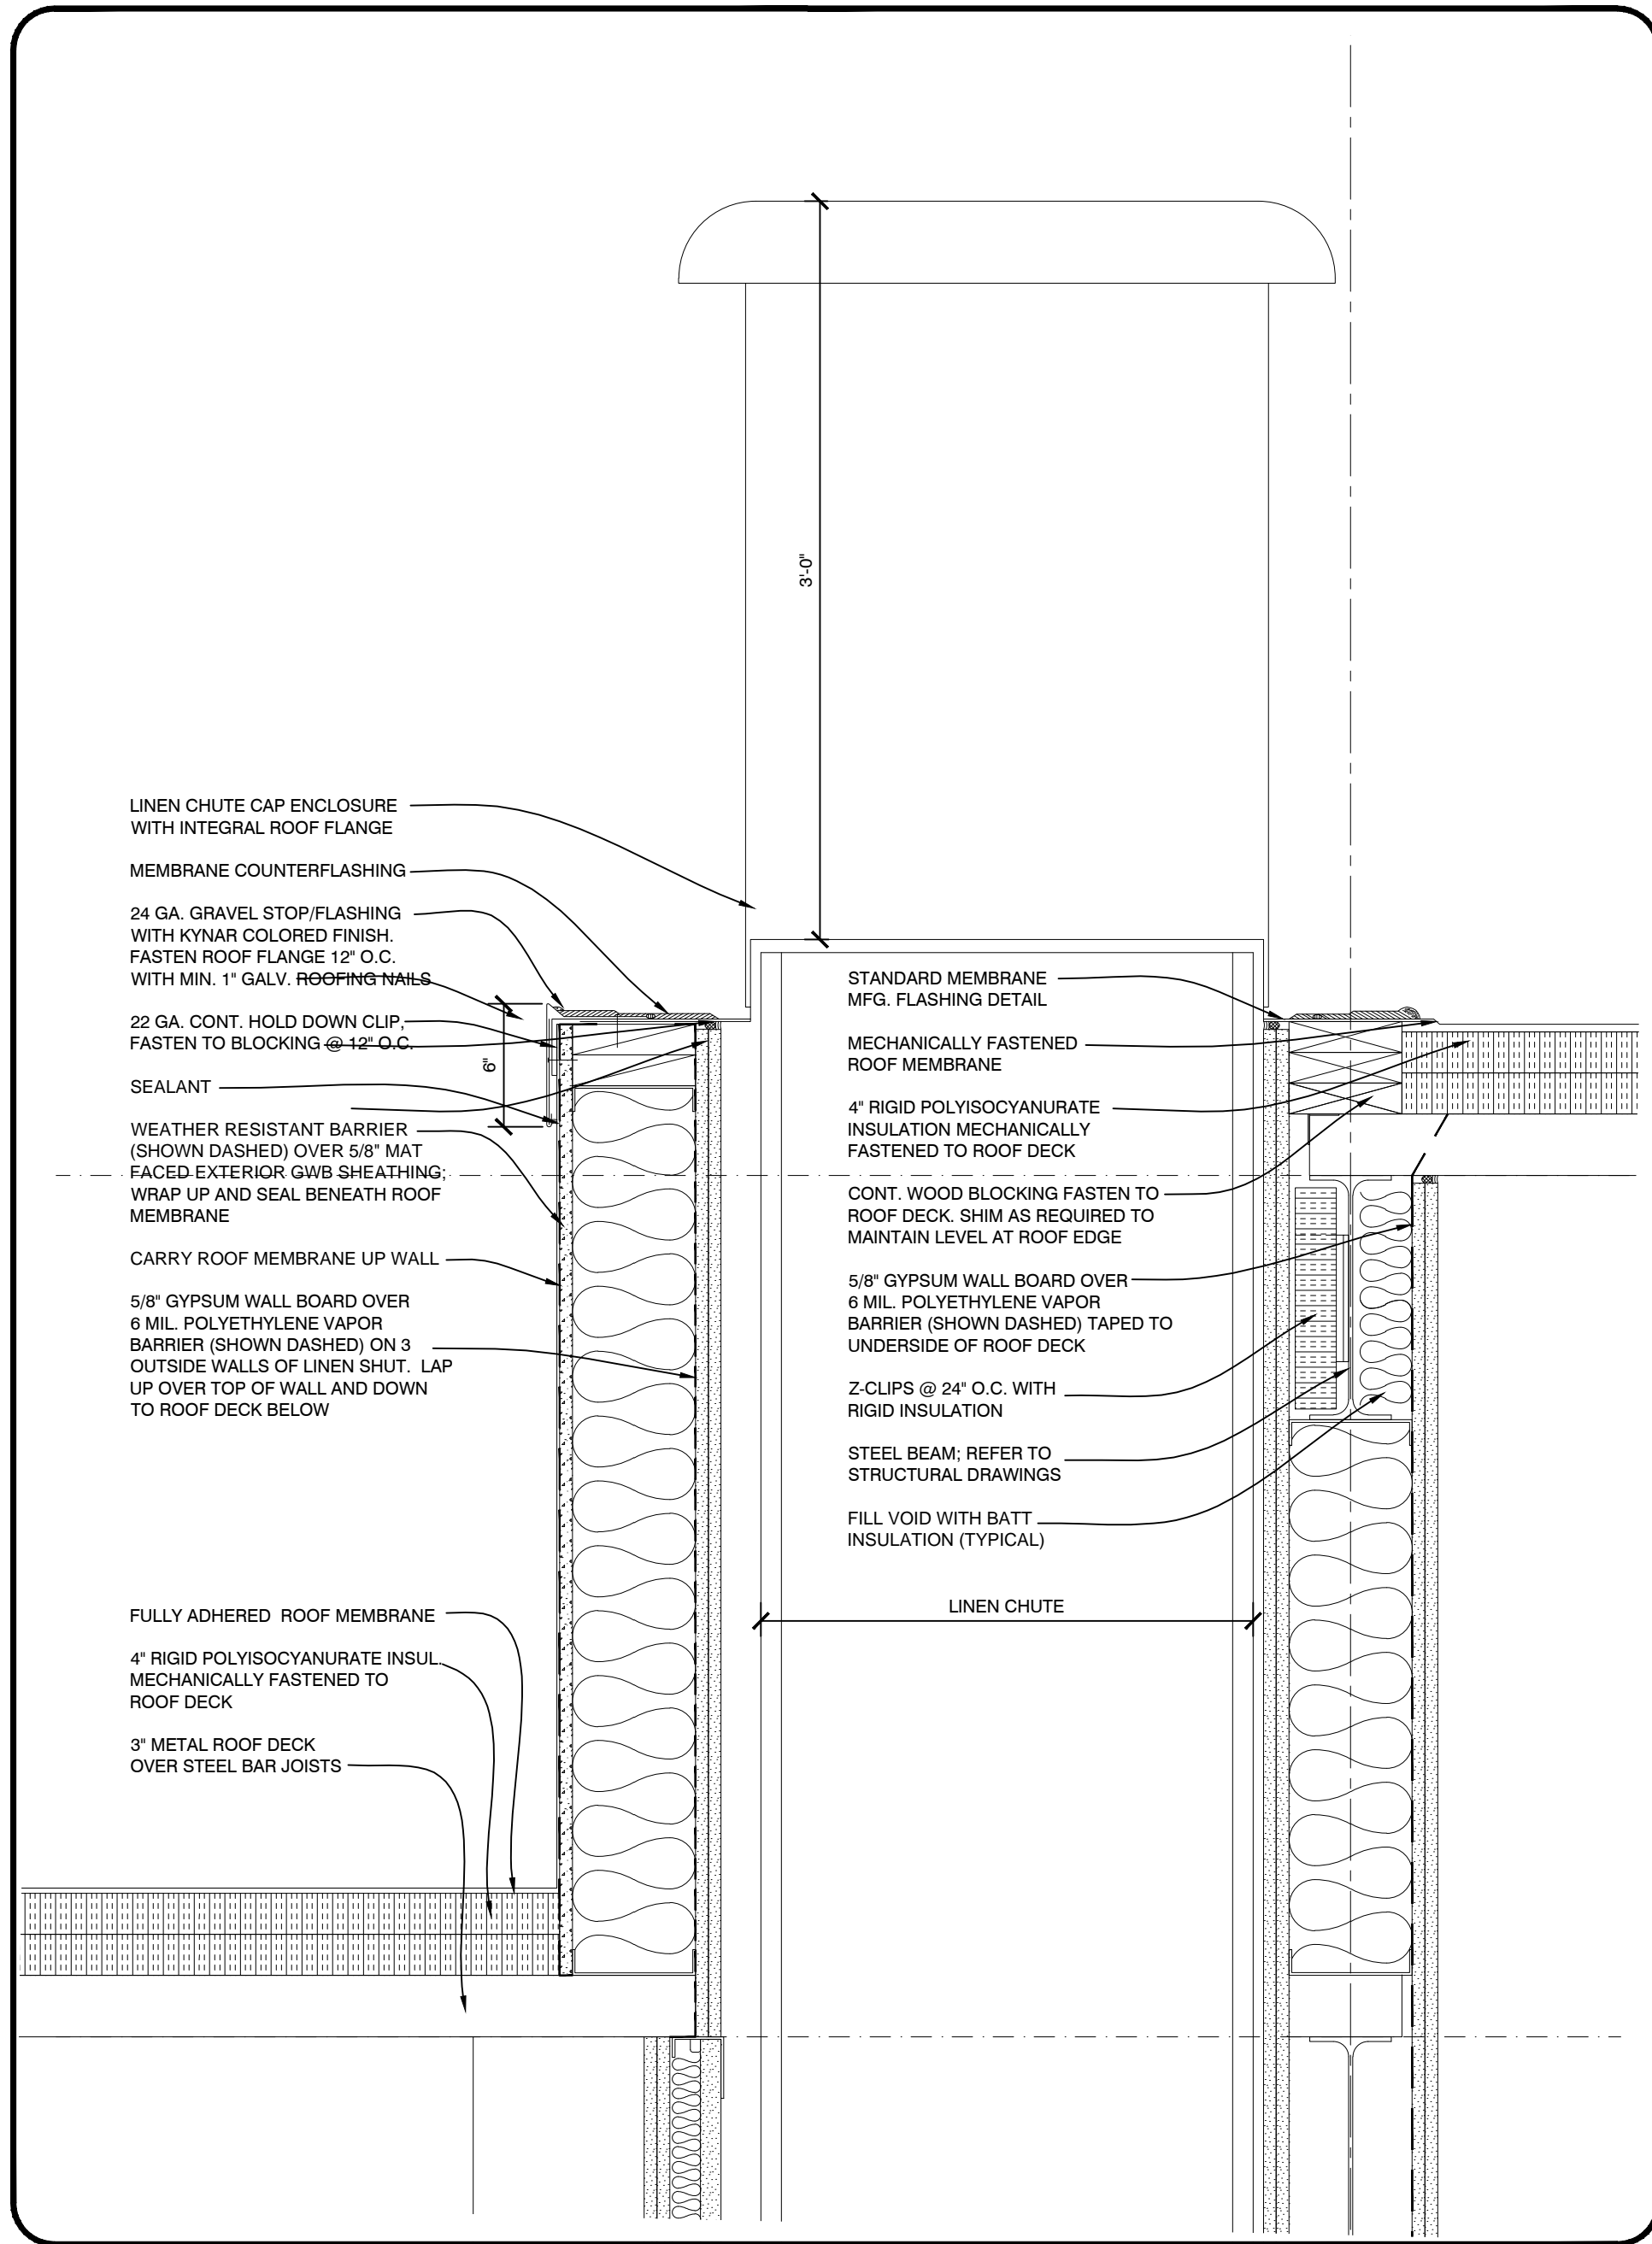 3'-0"
LINEN CHUTE CAP ENCLOSURE
WITH INTEGRAL ROOF FLANGE
MEMBRANE COUNTERFLASHING
24 GA. GRAVEL STOP/FLASHING
WITH KYNAR COLORED FINISH.
FASTEN ROOF FLANGE 12" O.C.
WITH MIN. 1" GALV. ROOFING NAILS
22 GA. CONT. HOLD DOWN CLIP,
FASTEN TO BLOCKING @ 12" O.C.
6"
SEALANT
WEATHER RESISTANT BARRIER
(SHOWN DASHED) OVER 5/8" MAT
FACED EXTERIOR GWB SHEATHING;
WRAP UP AND SEAL BENEATH ROOF
MEMBRANE
CARRY ROOF MEMBRANE UP WALL
5/8" GYPSUM WALL BOARD OVER
6 MIL. POLYETHYLENE VAPOR
BARRIER (SHOWN DASHED) ON 3
OUTSIDE WALLS OF LINEN SHUT. LAP
UP OVER TOP OF WALL AND DOWN
TO ROOF DECK BELOW
FULLY ADHERED ROOF MEMBRANE
4" RIGID POLYISOCYANURATE INSUL.
MECHANICALLY FASTENED TO
ROOF DECK
3" METAL ROOF DECK
OVER STEEL BAR JOISTS
STANDARD MEMBRANE
MFG. FLASHING DETAIL
MECHANICALLY FASTENED
ROOF MEMBRANE
4" RIGID POLYISOCYANURATE
INSULATION MECHANICALLY
FASTENED TO ROOF DECK
CONT. WOOD BLOCKING FASTEN TO
ROOF DECK. SHIM AS REQUIRED TO
MAINTAIN LEVEL AT ROOF EDGE
5/8" GYPSUM WALL BOARD OVER
6 MIL. POLYETHYLENE VAPOR
BARRIER (SHOWN DASHED) TAPED TO
UNDERSIDE OF ROOF DECK
Z-CLIPS @ 24" O.C. WITH
RIGID INSULATION
STEEL BEAM; REFER TO
STRUCTURAL DRAWINGS
FILL VOID WITH BATT
INSULATION (TYPICAL)
LINEN CHUTE